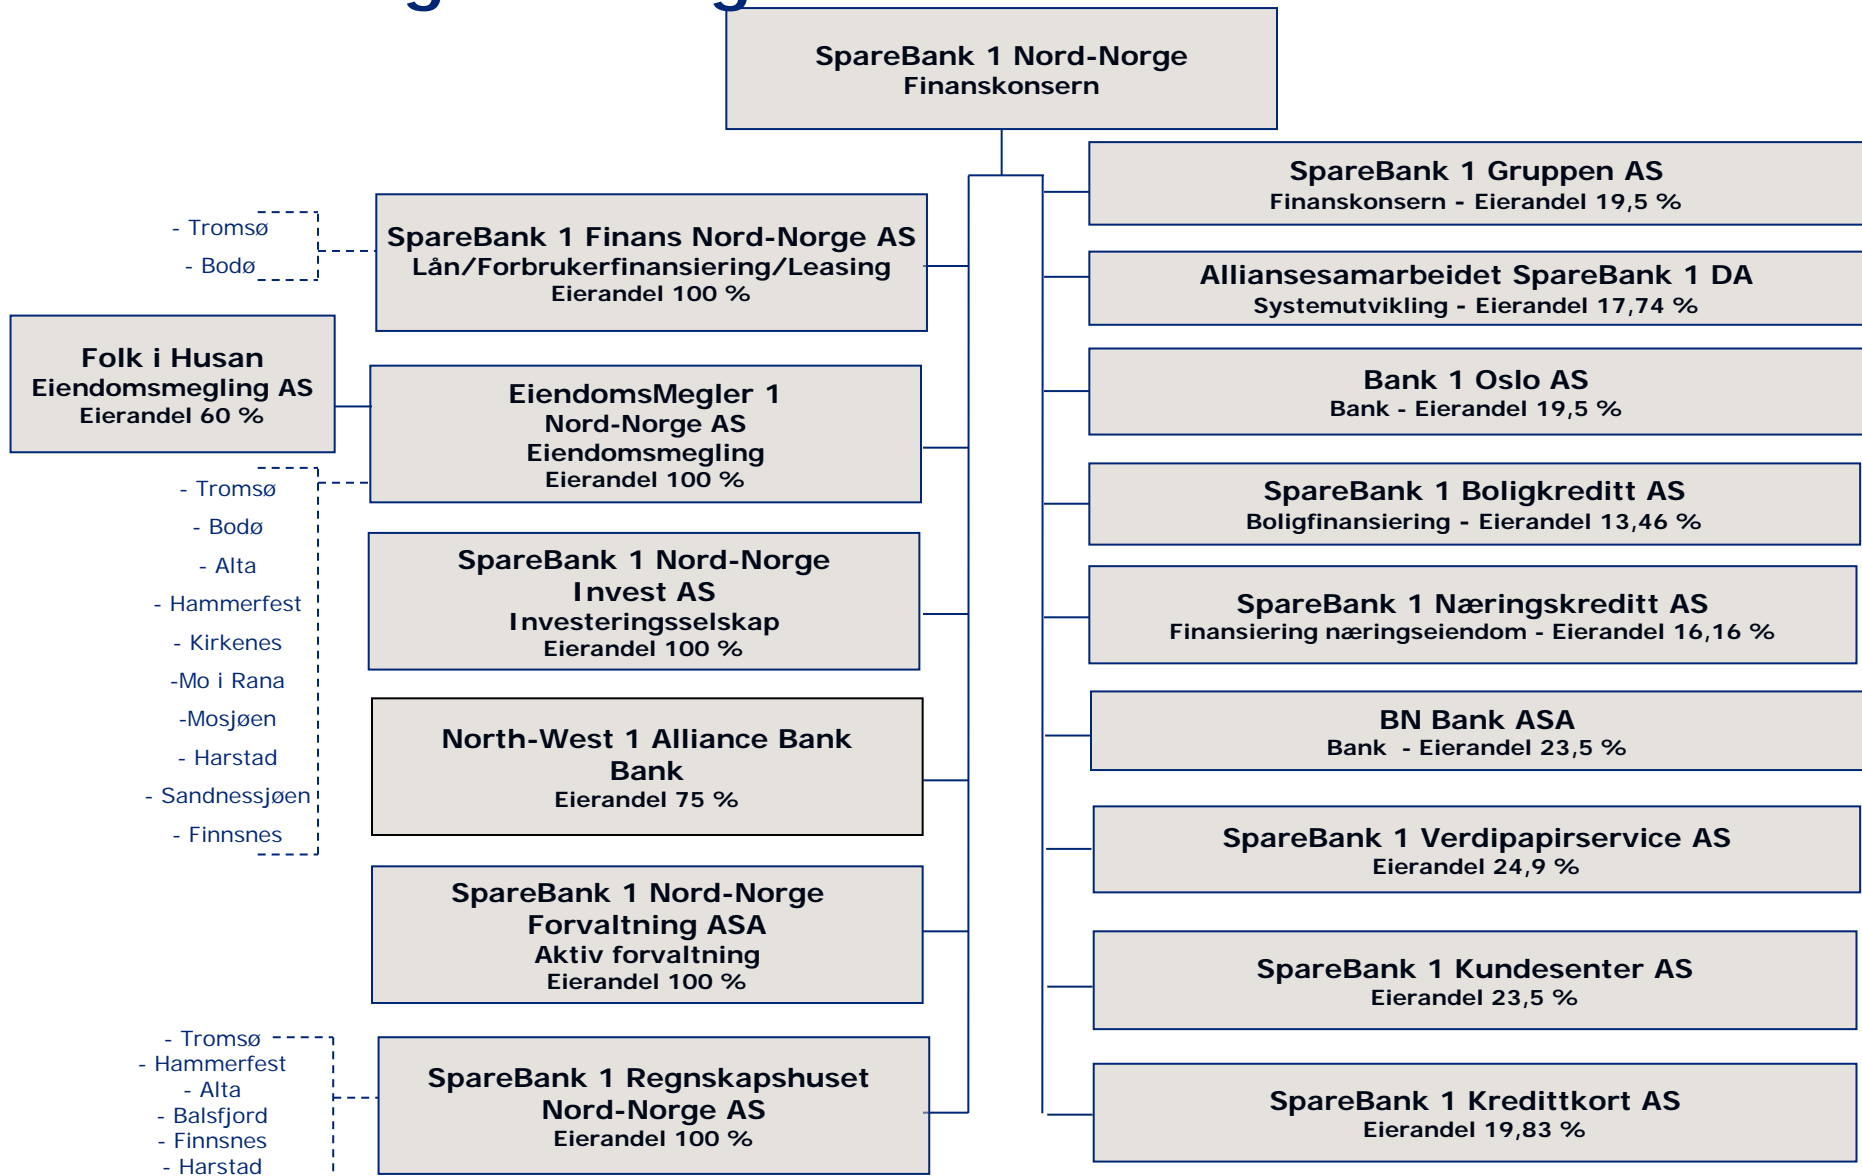 SpareBank 1 Nord-Norge
Finanskonsern
- Tromsø
- Bodø
SpareBank 1 Finans Nord-Norge AS
Lån/Forbrukerfinansiering/Leasing
Eierandel 100 %
Folk i Husan
Eiendomsmegling AS
Eierandel 60 %
EiendomsMegler 1
Nord-Norge AS
Eiendomsmegling
Eierandel 100 %
- Tromsø
- Bodø
- Alta
- Hammerfest
- Kirkenes
-Mo i Rana
-Mosjøen
- Harstad
- Sandnessjøen
- Finnsnes
SpareBank 1 Nord-Norge
Invest AS
Investeringsselskap
Eierandel 100 %
North-West 1 Alliance Bank
Bank
Eierandel 75 %
SpareBank 1 Nord-Norge
Forvaltning ASA
Aktiv forvaltning
Eierandel 100 %
- Tromsø
- Hammerfest
- Alta
- Balsfjord
- Finnsnes
- Harstad
SpareBank 1 Regnskapshuset
Nord-Norge AS
Eierandel 100 %
SpareBank 1 Gruppen AS
Finanskonsern - Eierandel 19,5 %
Alliansesamarbeidet SpareBank 1 DA
Systemutvikling - Eierandel 17,74 %
Bank 1 Oslo AS
Bank - Eierandel 19,5 %
SpareBank 1 Boligkreditt AS
Boligfinansiering - Eierandel 13,46 %
SpareBank 1 Næringskreditt AS
Finansiering næringseiendom - Eierandel 16,16 %
BN Bank ASA
Bank - Eierandel 23,5 %
SpareBank 1 Verdipapirservice AS
Eierandel 24,9 %
SpareBank 1 Kundesenter AS
Eierandel 23,5 %
SpareBank 1 Kredittkort AS
Eierandel 19,83 %